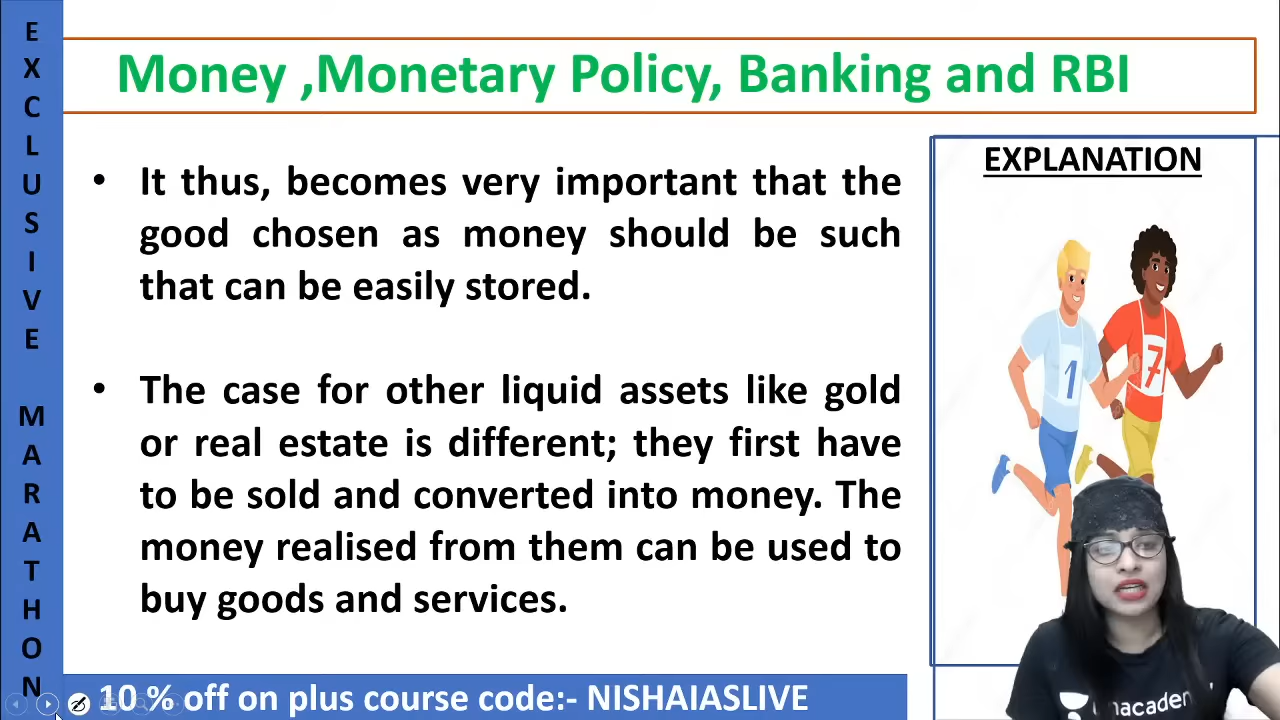 EXCLUSIVE MARATHON
Money ,Monetary Policy, Banking and RBI
• It thus, becomes very important that the
good chosen as money should be such
that can be easily stored.
• The case for other liquid assets like gold
or real estate is different; they first have
to be sold and converted into money. The
money realised from them can be used to
buy goods and services.
EXPLANATION
1
7
10 % off on plus course code:- NISHAIASLIVE